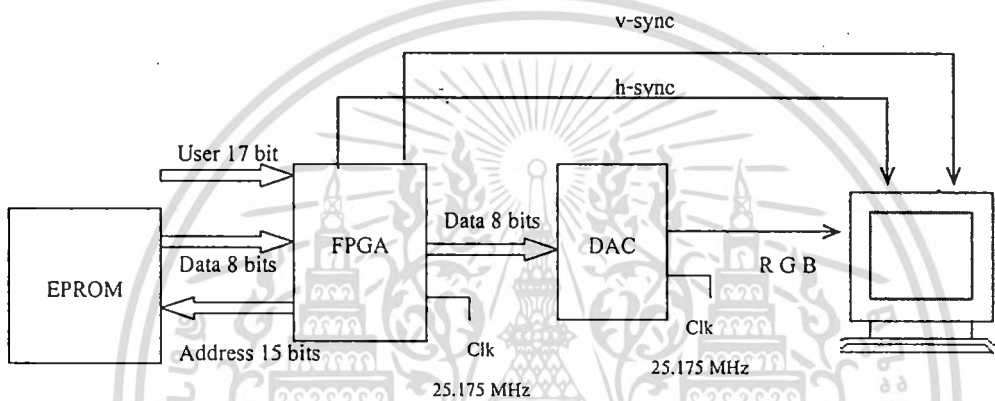 v-sync
h-sync
User 17 bit
Data 8 bits
FPGA
Data 8 bits
DAC
R G B
EPROM
Address 15 bits
Clk
25.175 MHz
Clk
25.175 MHz